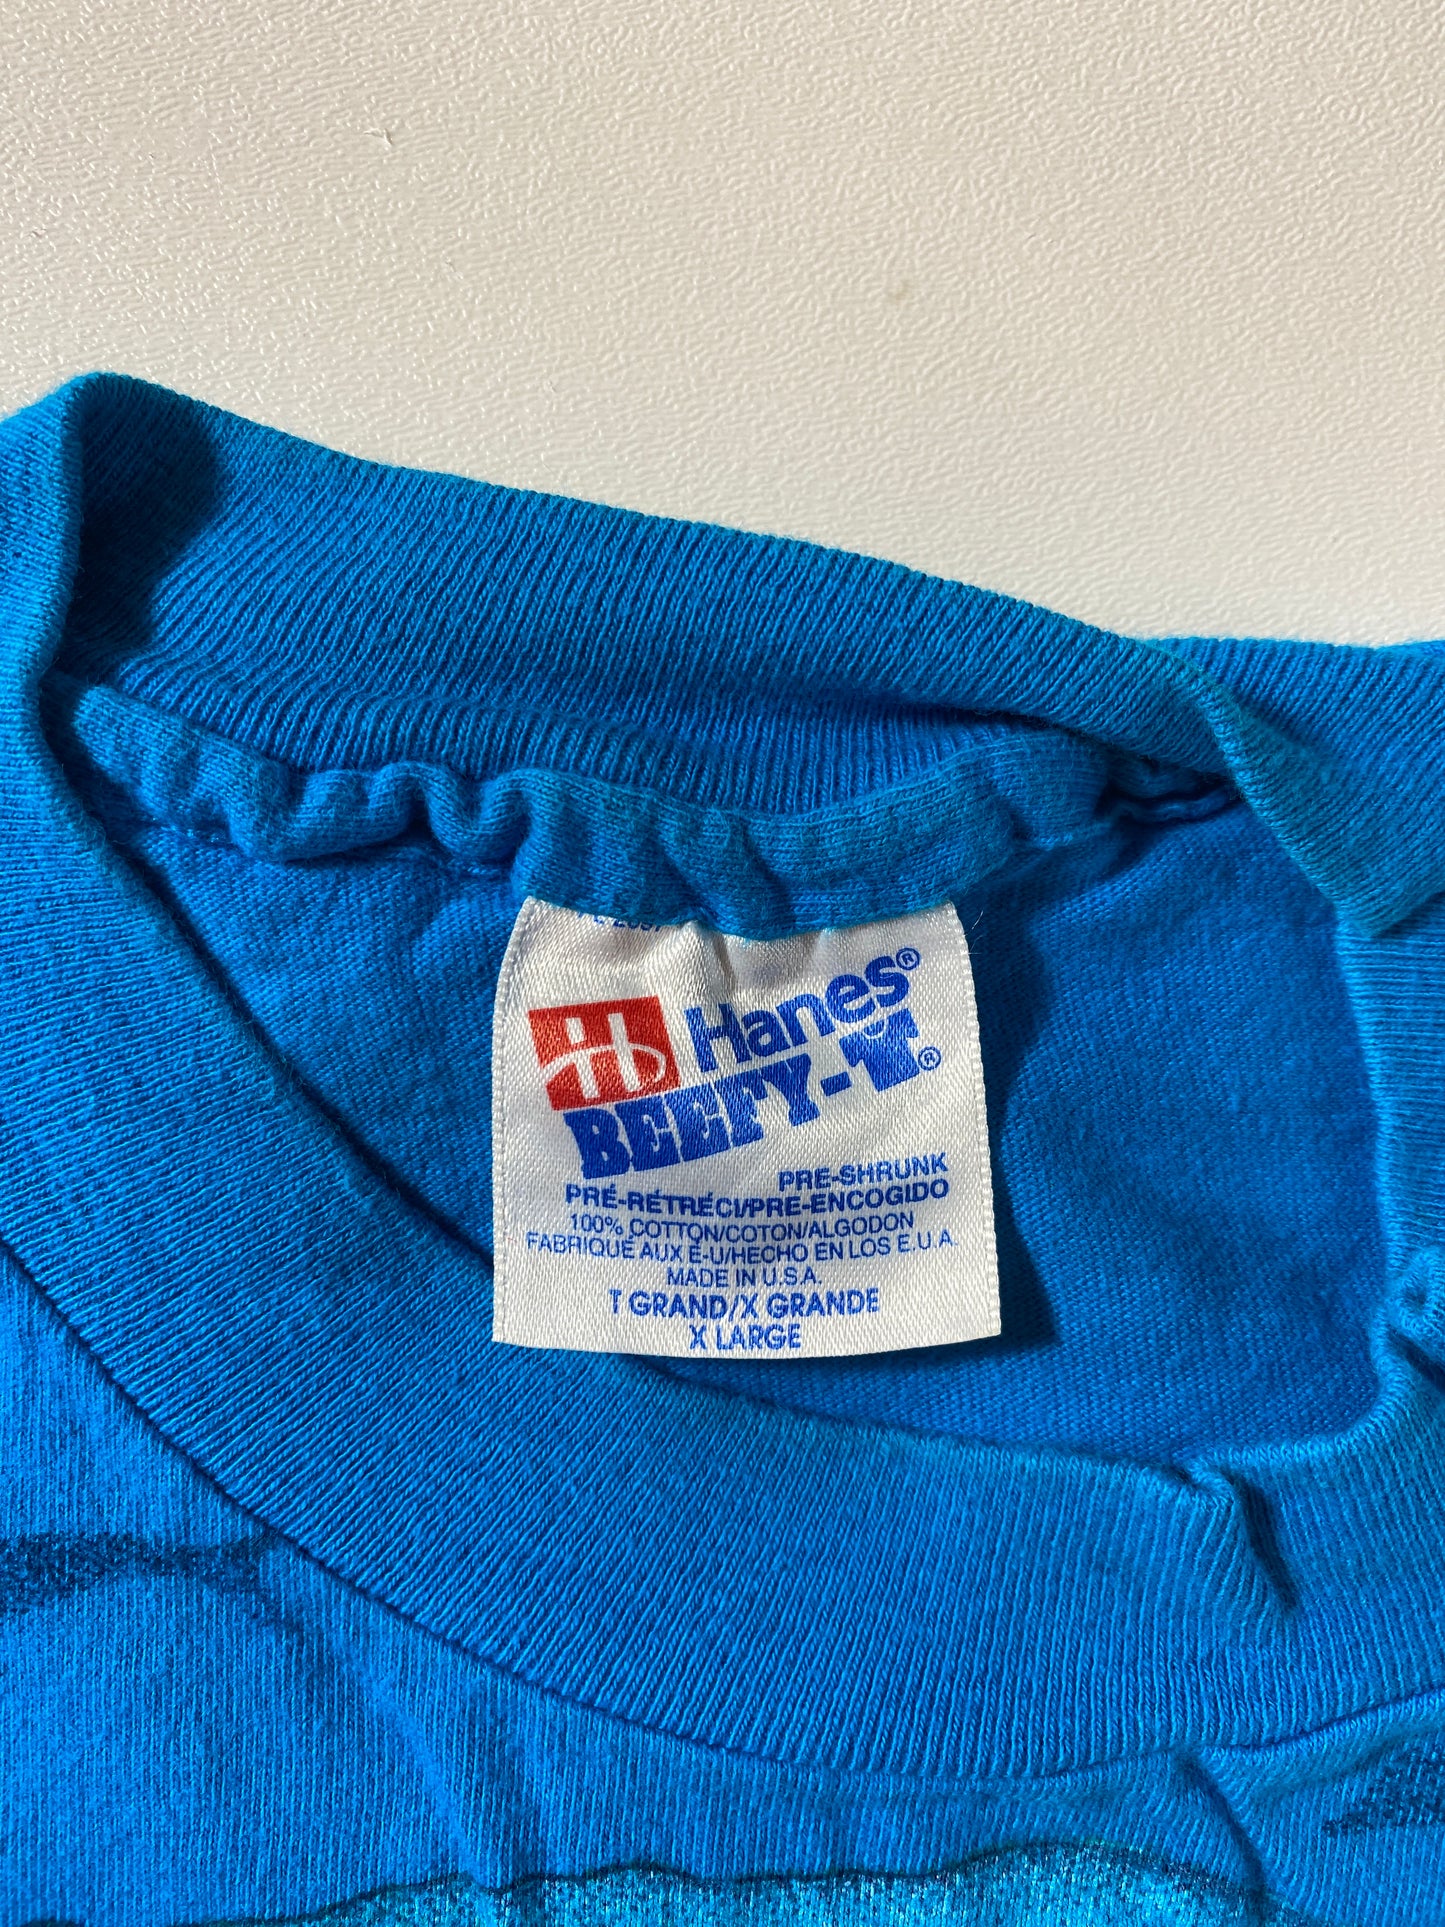 Hanes®
BEEFY-T®
PRE-SHRUNK
PRÉ-RÉTRÉCI/PRE-ENCOGIDO
100% COTTON/COTON/ALGODON
FABRIQUÉ AUX É-U/HECHO EN LOS E.U.A.
MADE IN U.S.A.
T GRAND/X GRANDE
X LARGE